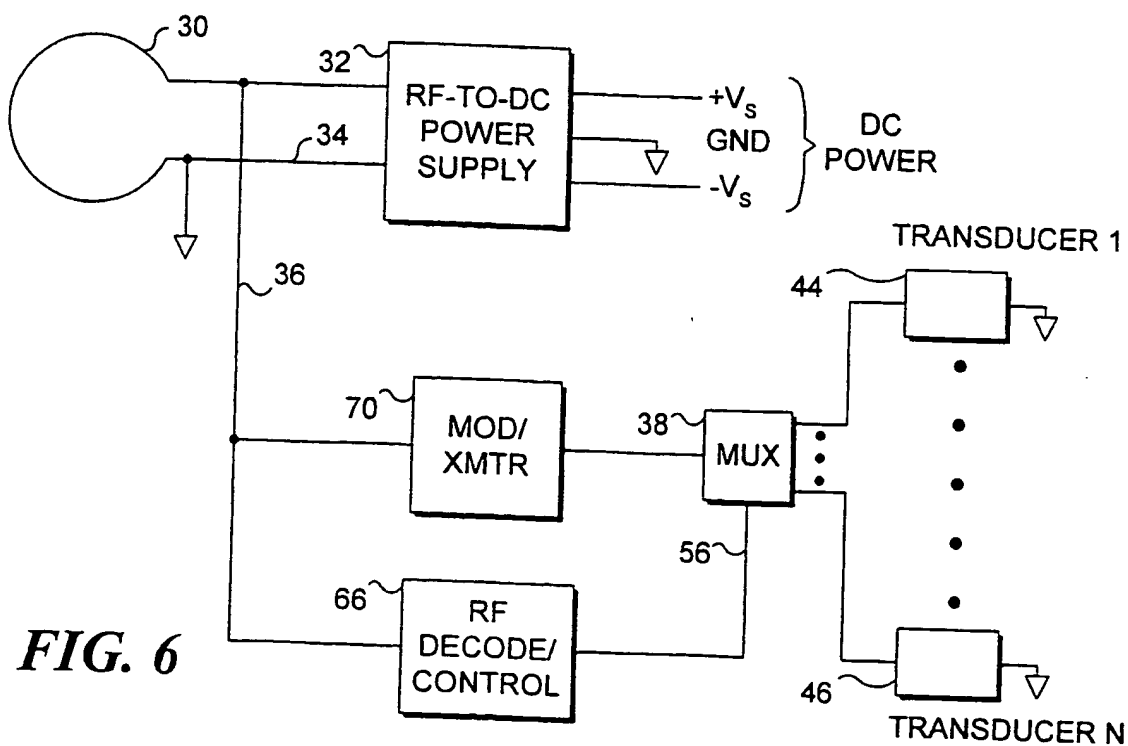 30
32
RF-TO-DC
POWER
SUPPLY
+VS
GND
-VS
DC
POWER
34
36
TRANSDUCER 1
44
70
MOD/
XMTR
38
MUX
56
66
RF
DECODE/
CONTROL
46
TRANSDUCER N
FIG. 6